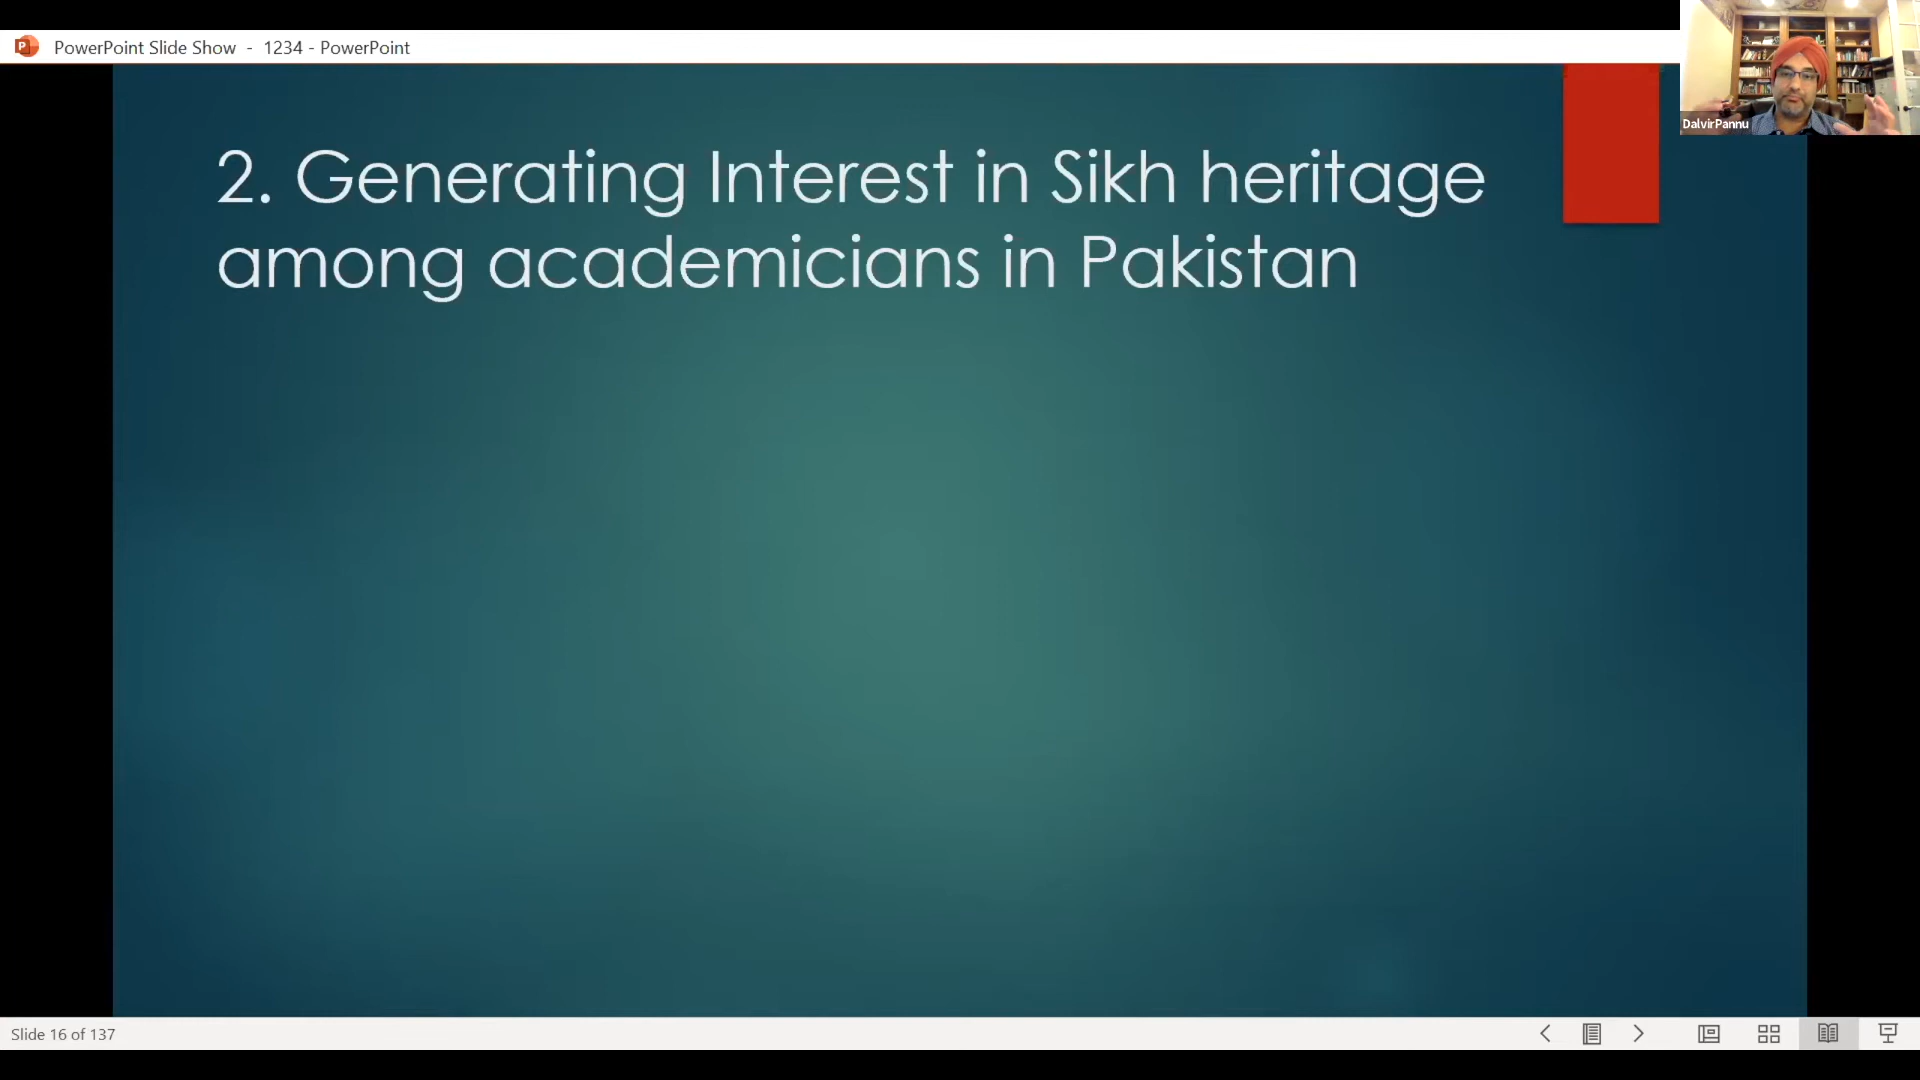 PowerPoint Slide Show - 1234 - PowerPoint
DalvirPannu
2. Generating Interest in Sikh heritage
among academicians in Pakistan
Slide 16 of 137